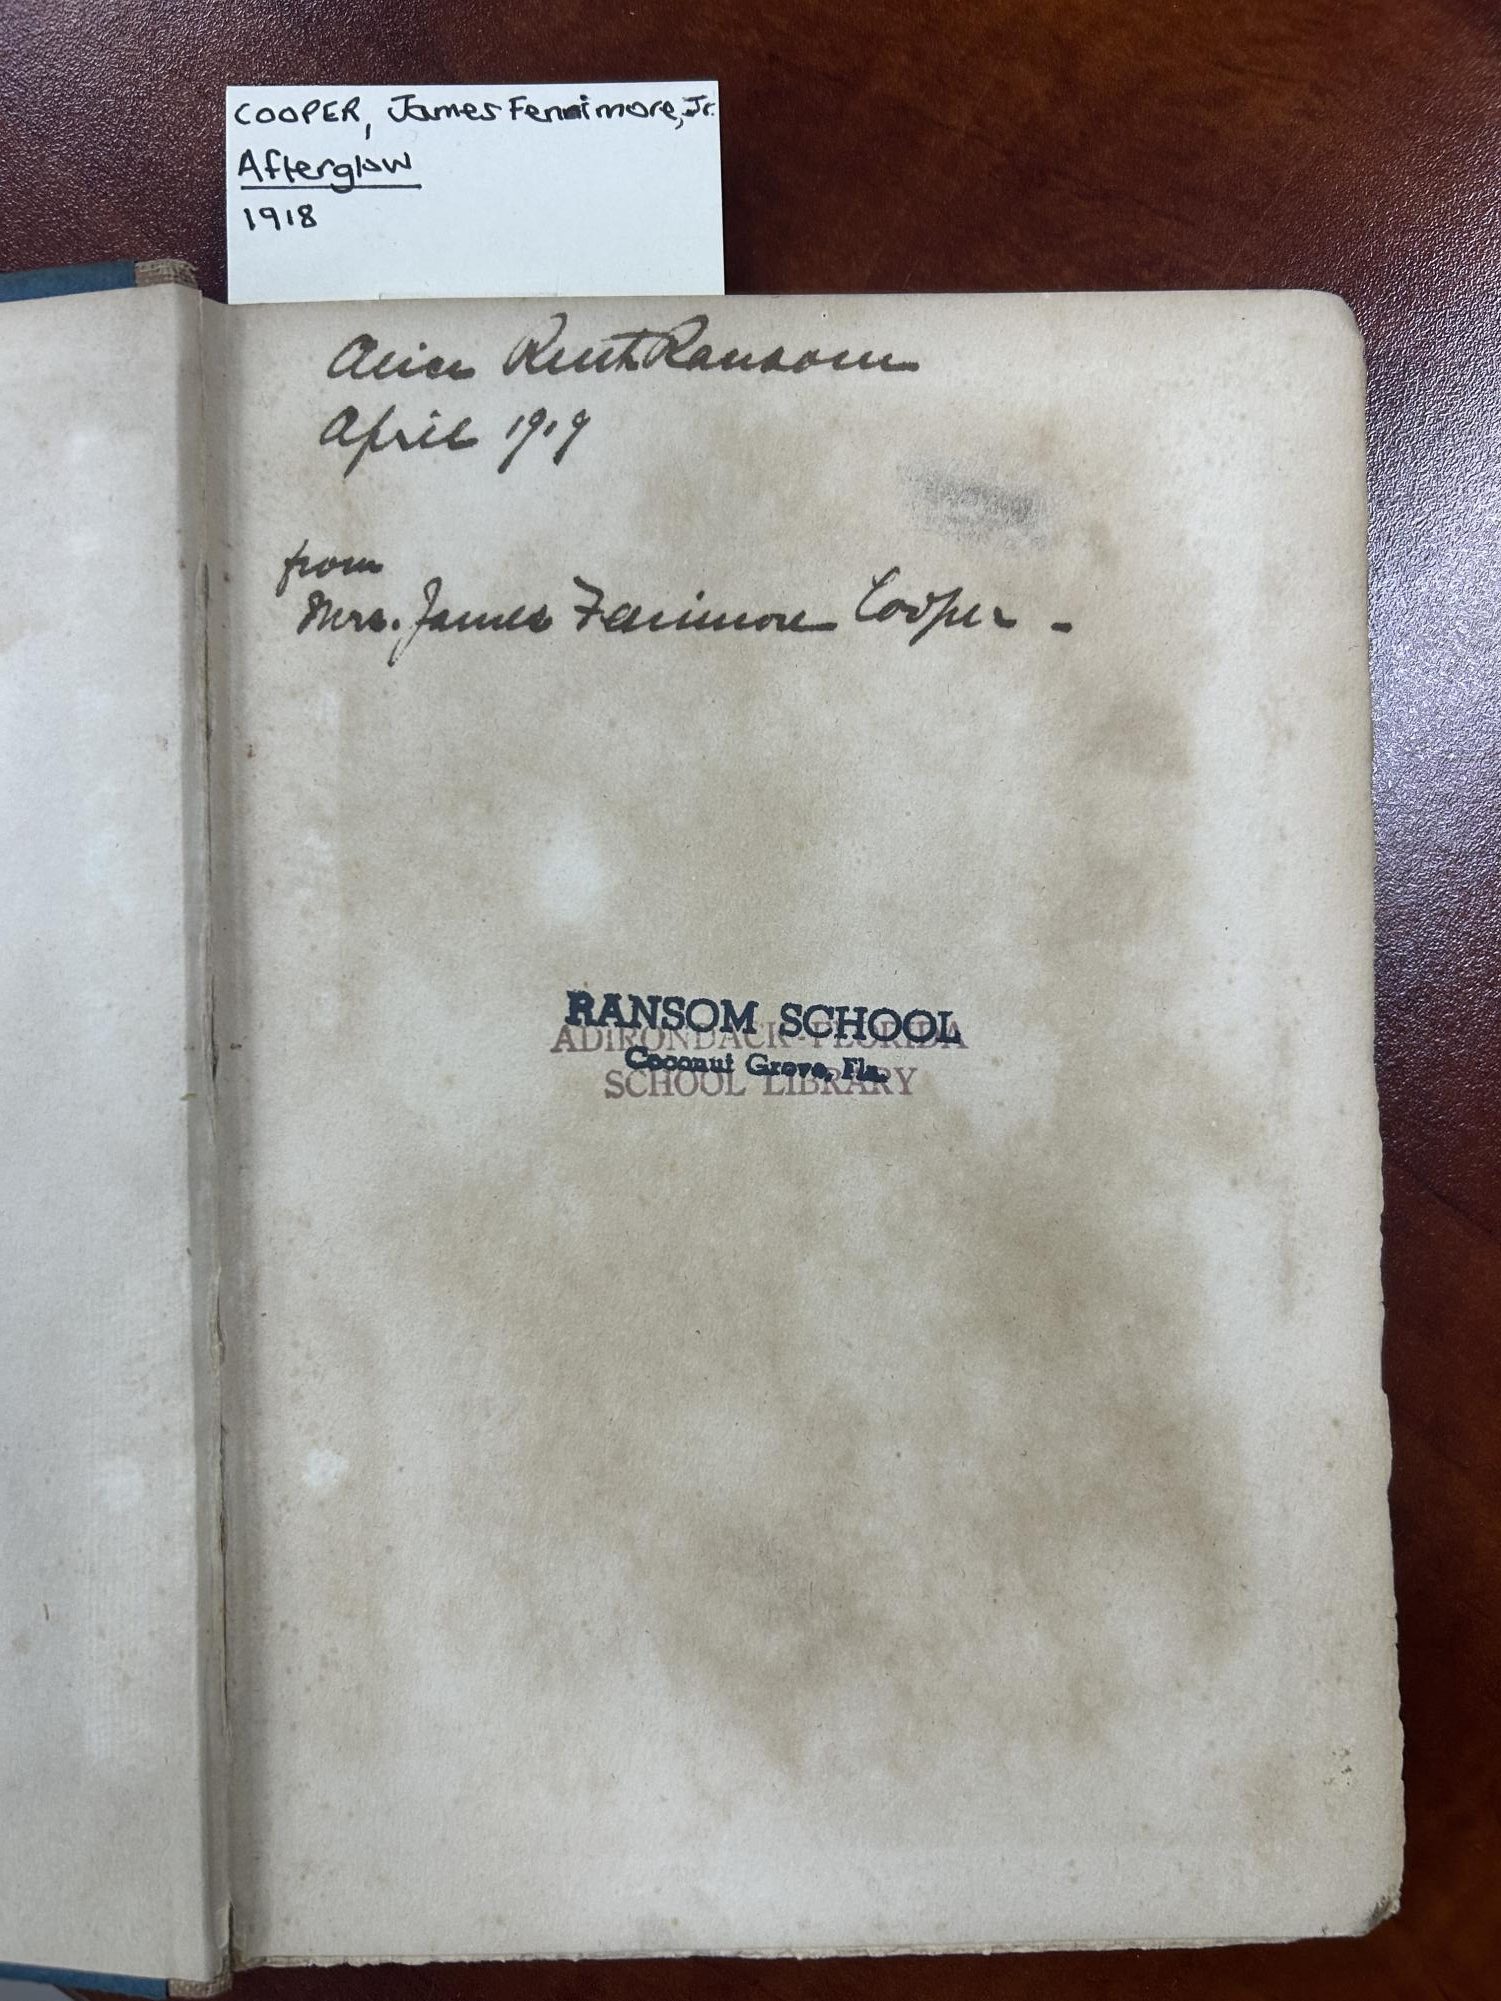 COOPER, James Fennimore, Jr.
Afterglow
1918
Alice Ruth Ransom
April 1919
from
Mrs. James Fenimore Cooper -
RANSOM SCHOOL
ADIRONDACK-FLORIDA
Coconut Grove, Fla.
SCHOOL LIBRARY